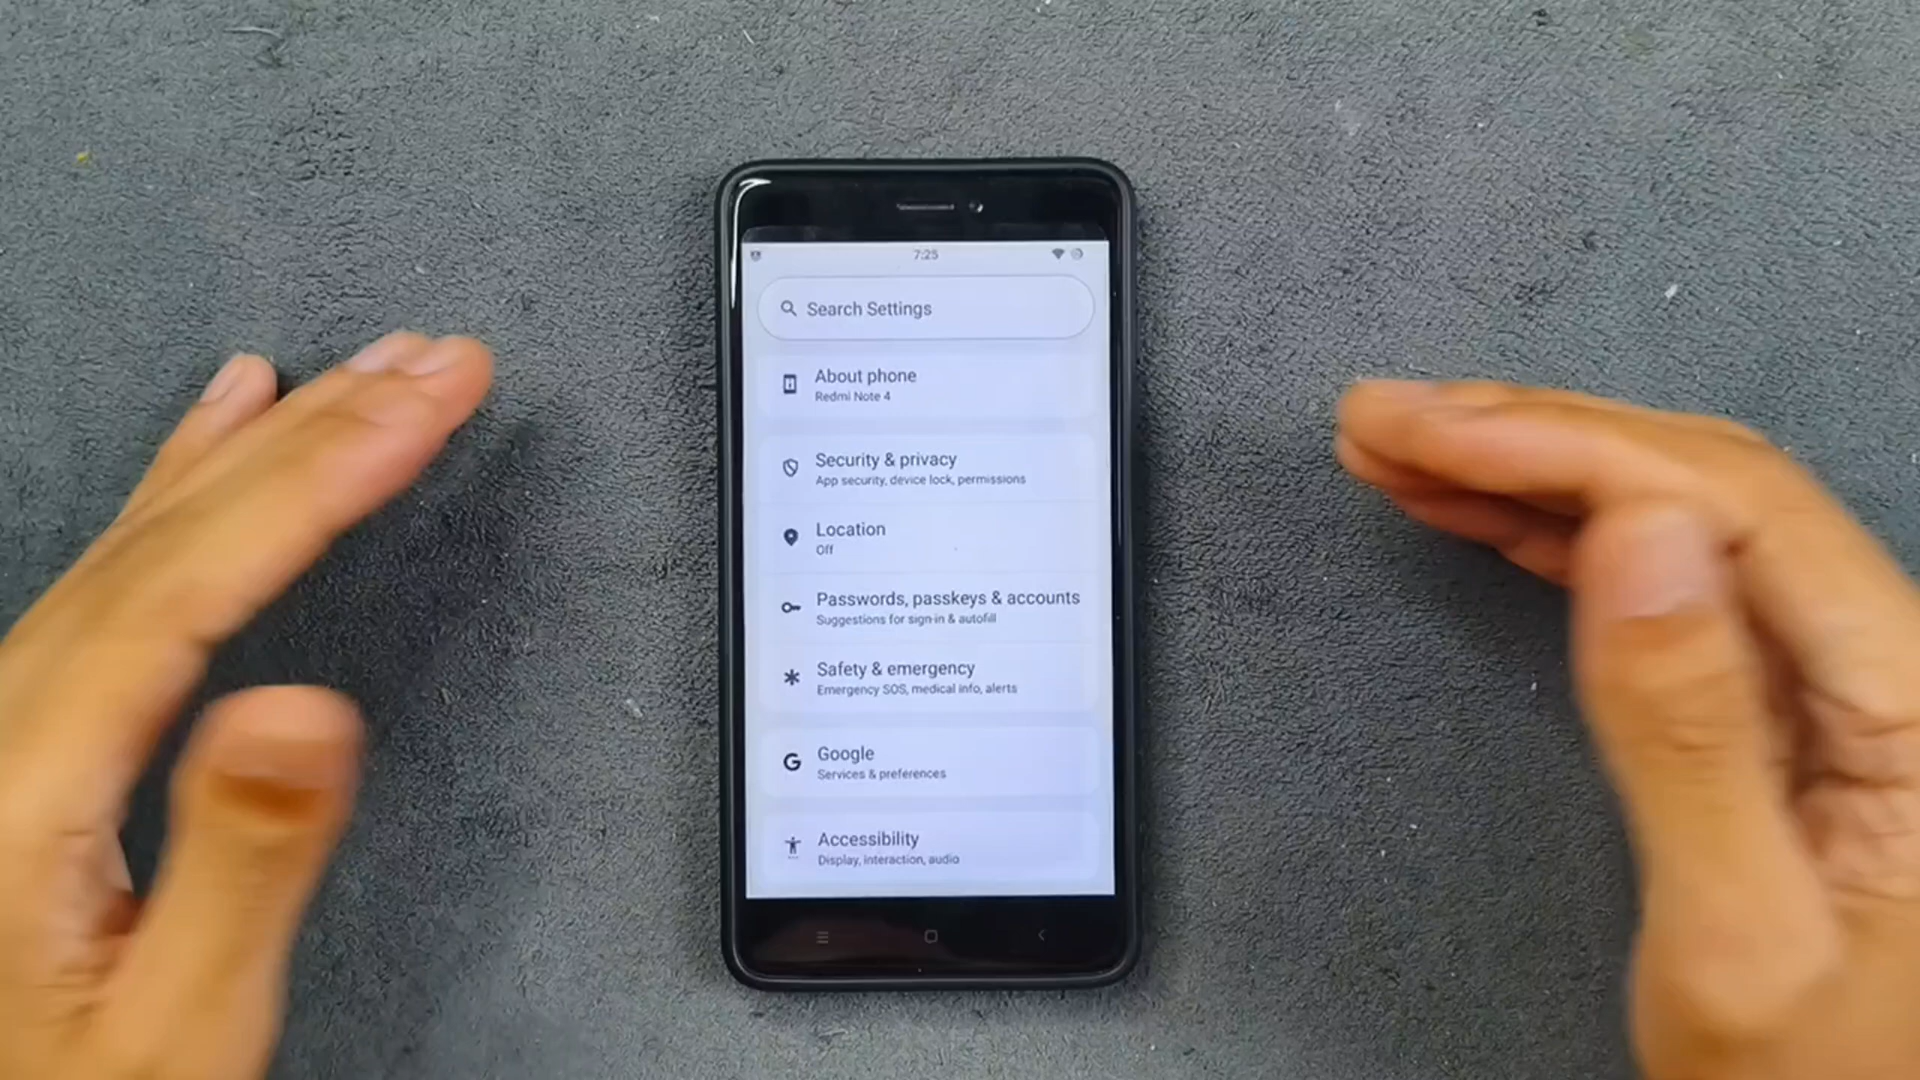 7:25
Search Settings
About phone
Redmi Note 4
Security & privacy
App security, device lock, permissions
Location
Off
Passwords, passkeys & accounts
Suggestions for sign-in & autofill
Safety & emergency
Emergency SOS, medical info, alerts
Google
Services & preferences
Accessibility
Display, interaction, audio